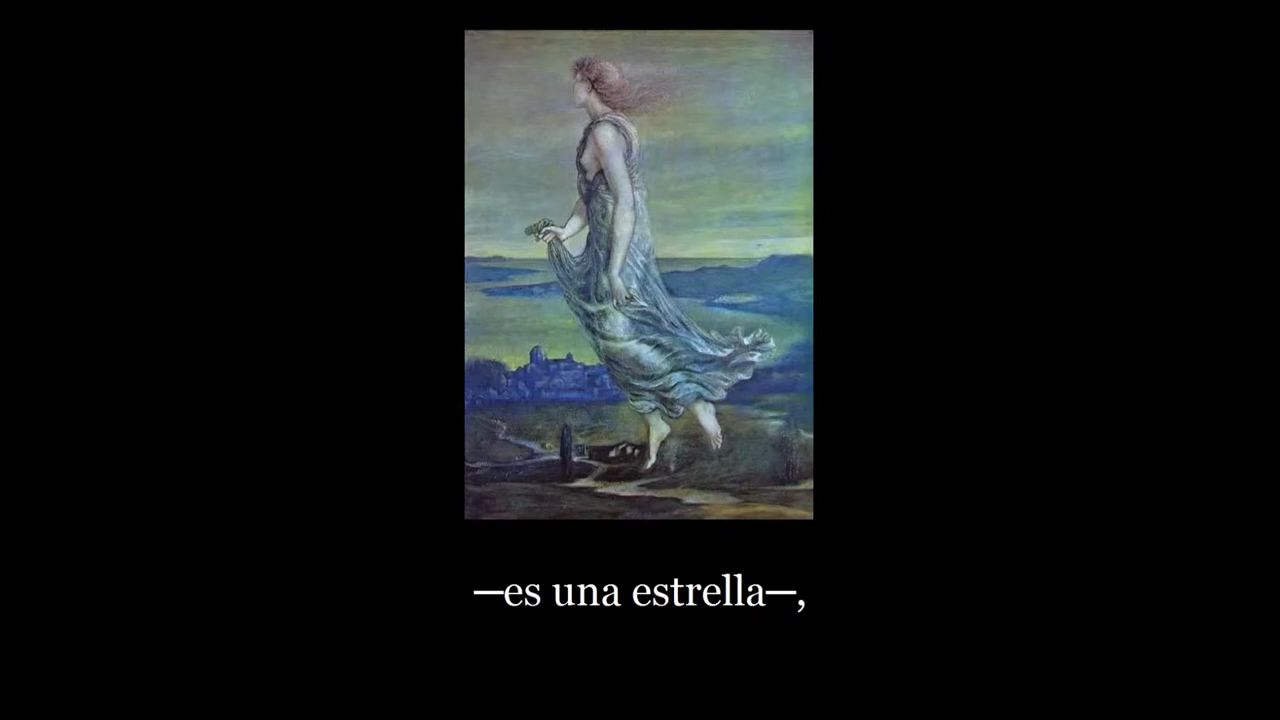 —es una estrella—,